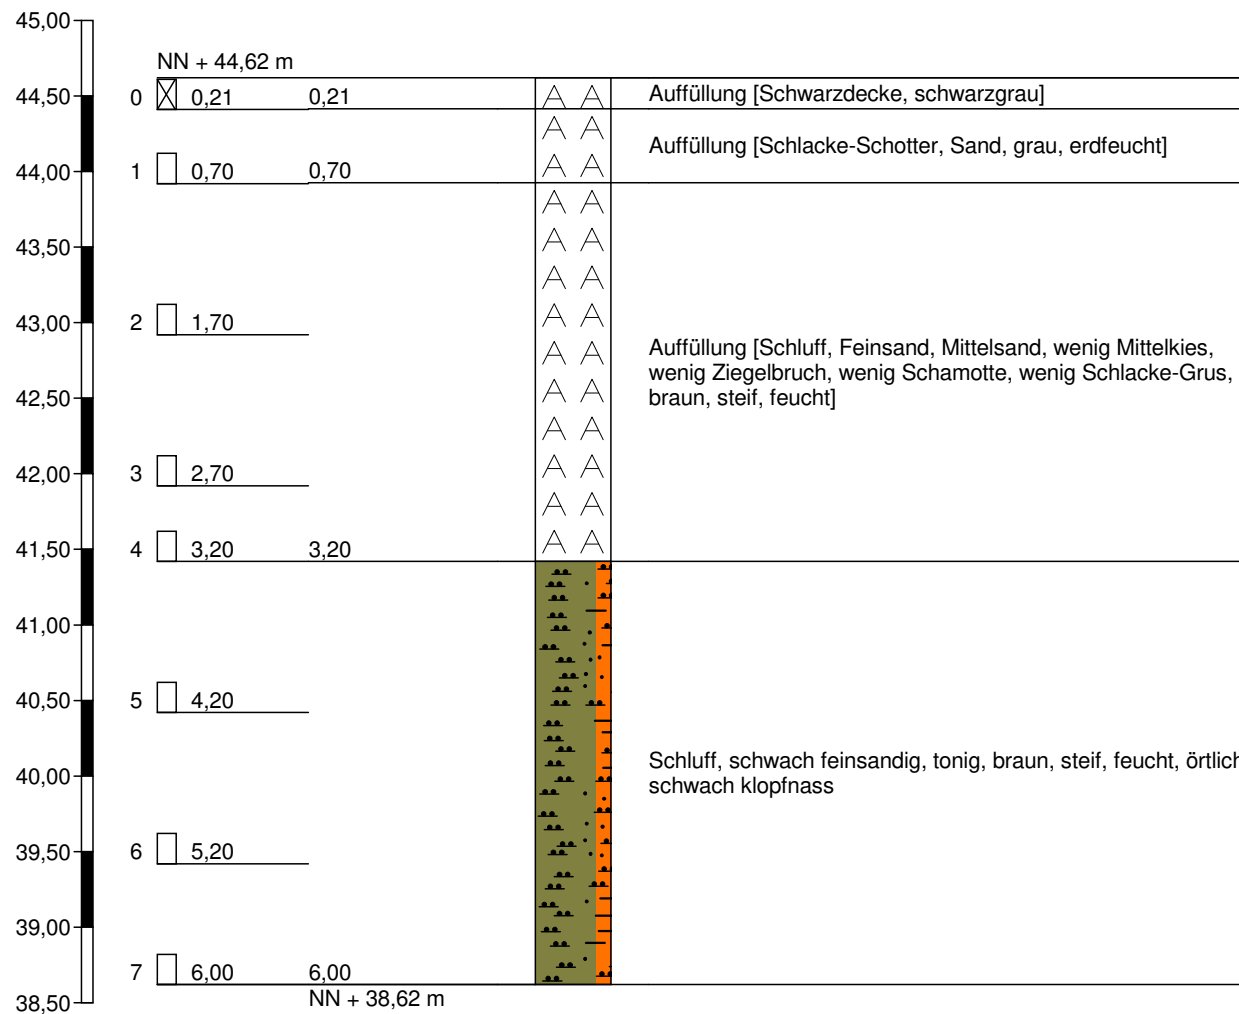 45,00
NN + 44,62 m
44,50
0 0,21 0,21
Auffüllung [Schwarzdecke, schwarzgrau]
44,00
1 0,70 0,70
Auffüllung [Schlacke-Schotter, Sand, grau, erdfeucht]
43,50
43,00
2 1,70
Auffüllung [Schluff, Feinsand, Mittelsand, wenig Mittelkies,
wenig Ziegelbruch, wenig Schamotte, wenig Schlacke-Grus,
braun, steif, feucht]
42,50
42,00
3 2,70
41,50
4 3,20 3,20
41,00
40,50
5 4,20
Schluff, schwach feinsandig, tonig, braun, steif, feucht, örtlich
schwach klopfnass
40,00
39,50
6 5,20
39,00
7 6,00 6,00
38,50
NN + 38,62 m